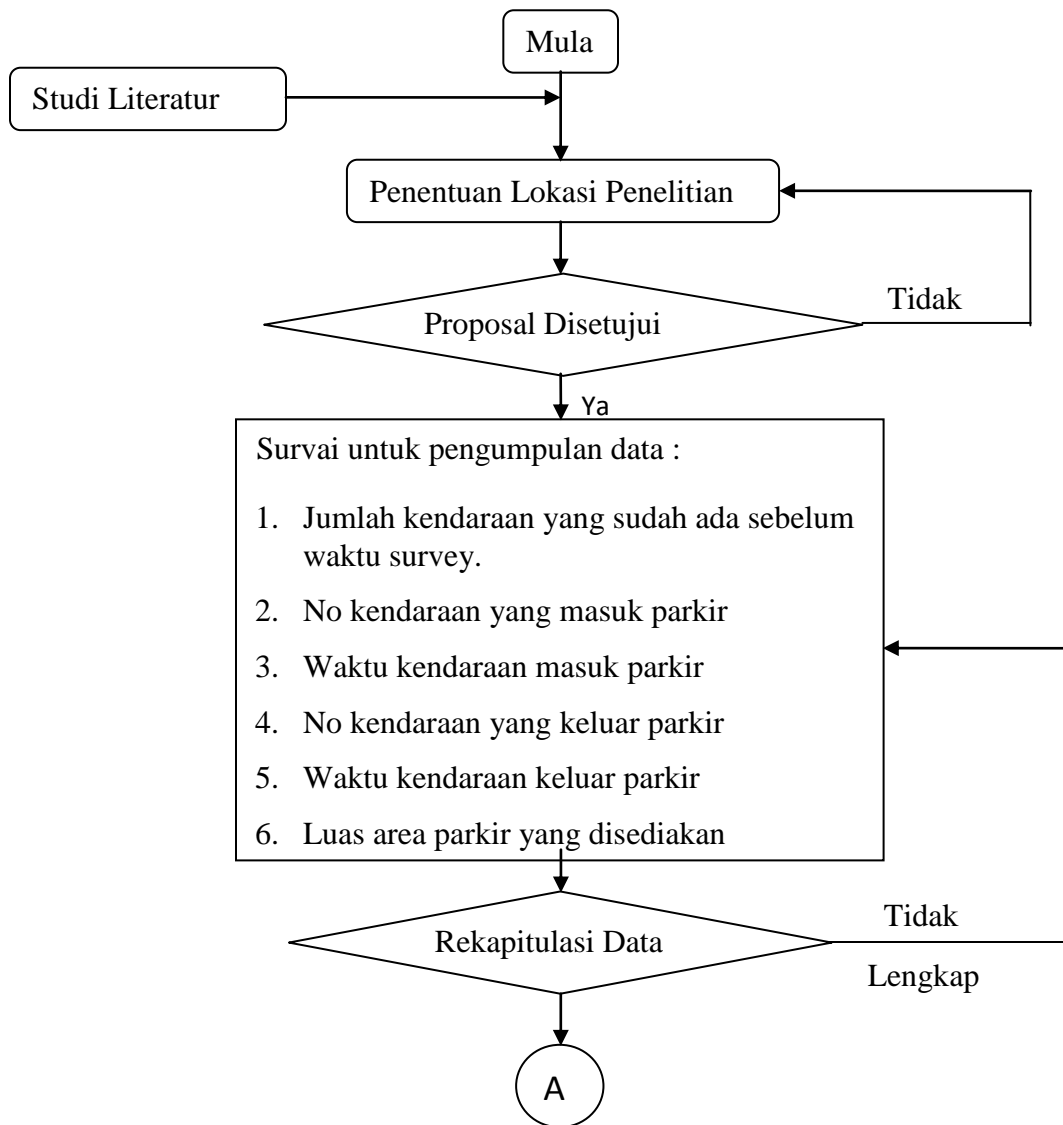 Mula
Studi Literatur
Penentuan Lokasi Penelitian
Proposal Disetujui
Tidak
Ya
Survai untuk pengumpulan data :
1. Jumlah kendaraan yang sudah ada sebelum
waktu survey.
2. No kendaraan yang masuk parkir
3. Waktu kendaraan masuk parkir
4. No kendaraan yang keluar parkir
5. Waktu kendaraan keluar parkir
6. Luas area parkir yang disediakan
Rekapitulasi Data
Tidak
Lengkap
A